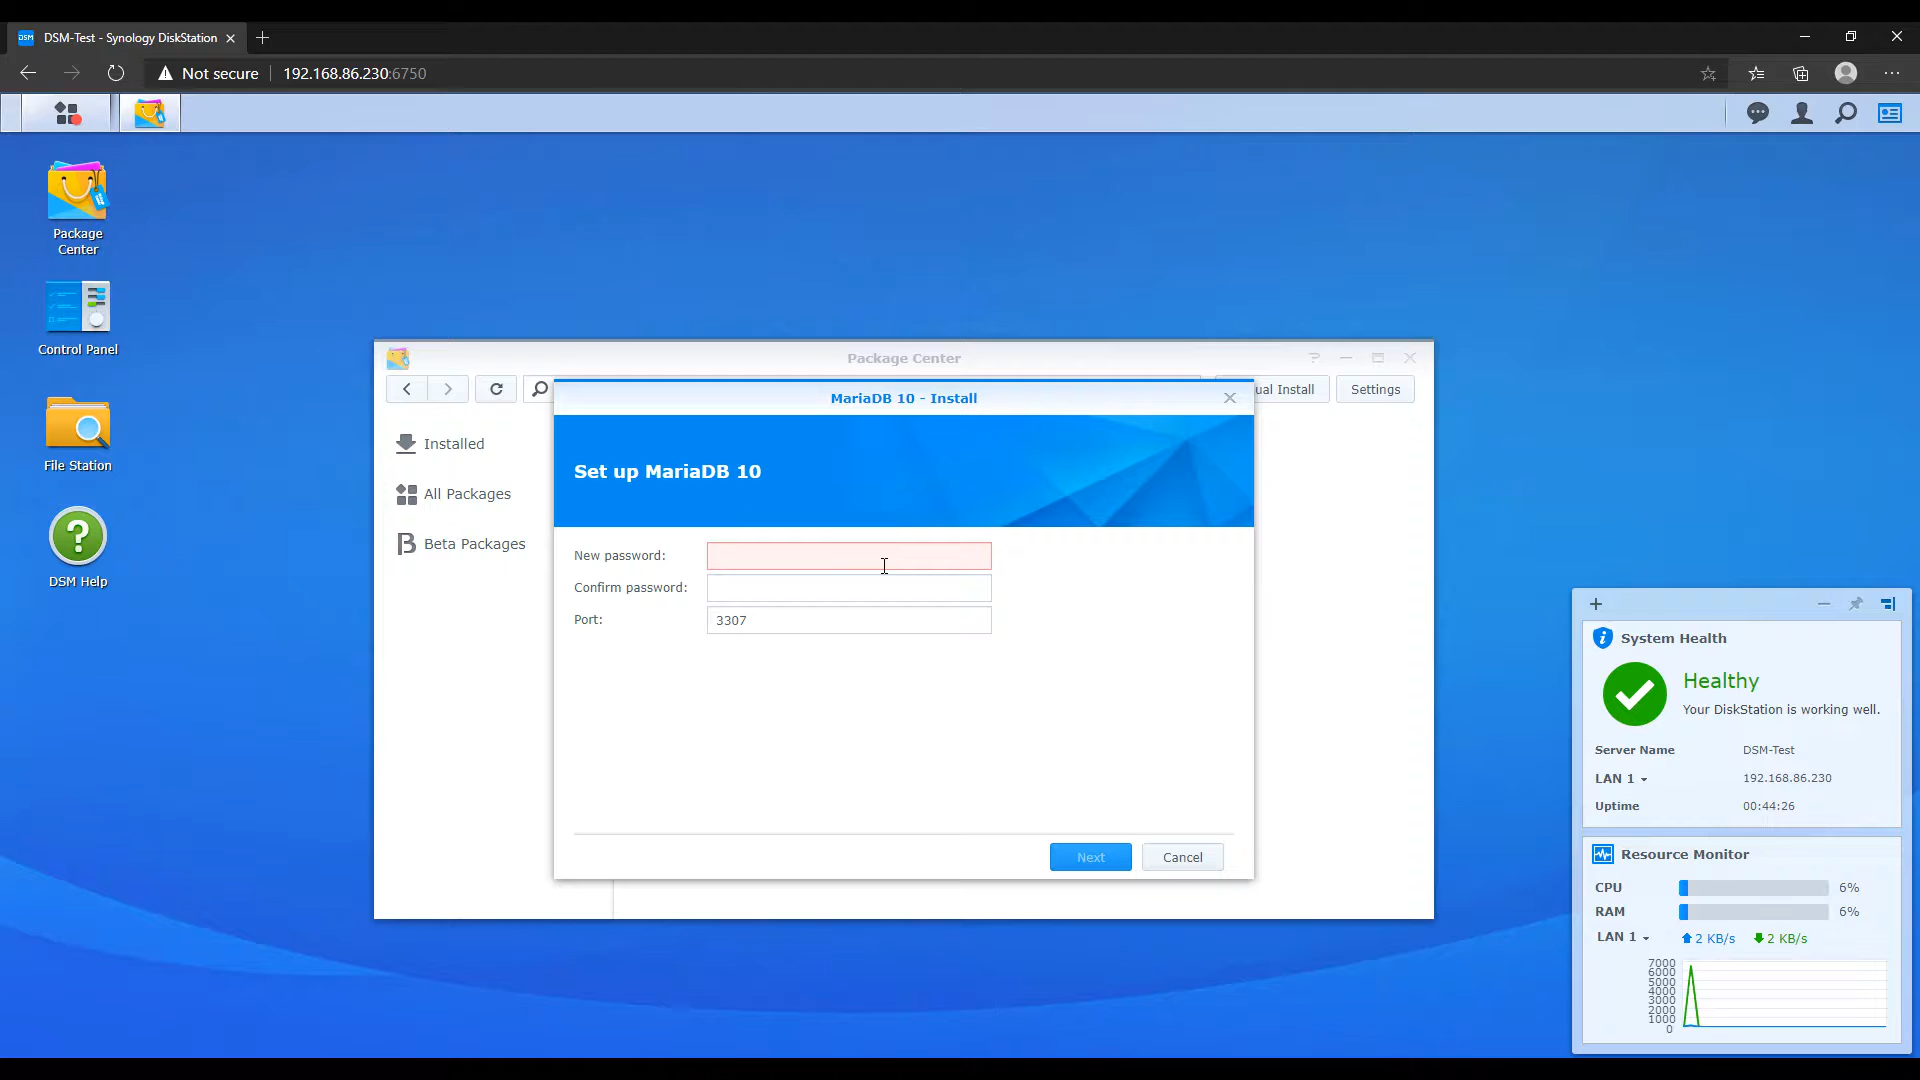 DSM
DSM-Test - Synology DiskStation
Not secure
192.168.86.230:6750
Package
Center
Control Panel
File Station
DSM Help
Package Center
ual Install
Settings
Installed
All Packages
Beta Packages
MariaDB 10 - Install
Set up MariaDB 10
New password:
Confirm password:
Port:
3307
Next
Cancel
System Health
Healthy
Your DiskStation is working well.
Server Name
DSM-Test
LAN 1
192.168.86.230
Uptime
00:44:26
Resource Monitor
CPU
6%
RAM
6%
LAN 1
2 KB/s
2 KB/s
7000
6000
5000
4000
3000
2000
1000
0